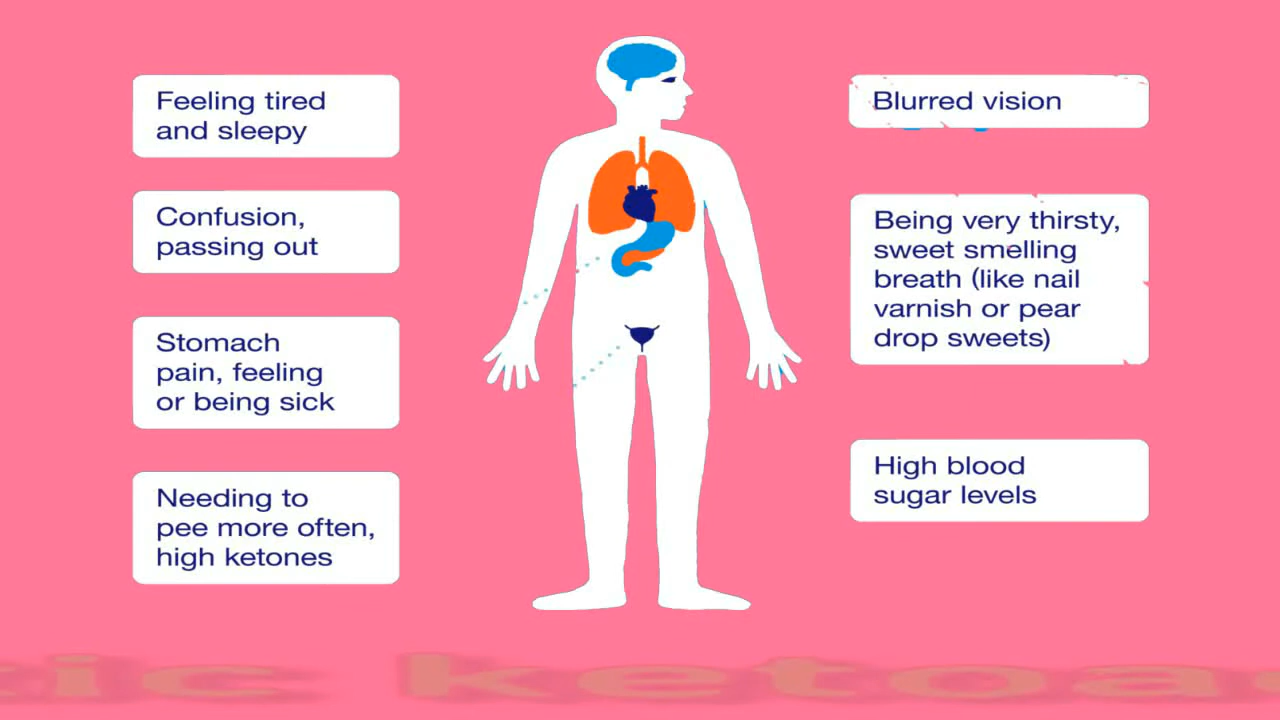 Feeling tired
and sleepy
Confusion,
passing out
Stomach
pain, feeling
or being sick
Needing to
pee more often,
high ketones
Blurred vision
Being very thirsty,
sweet smelling
breath (like nail
varnish or pear
drop sweets)
High blood
sugar levels